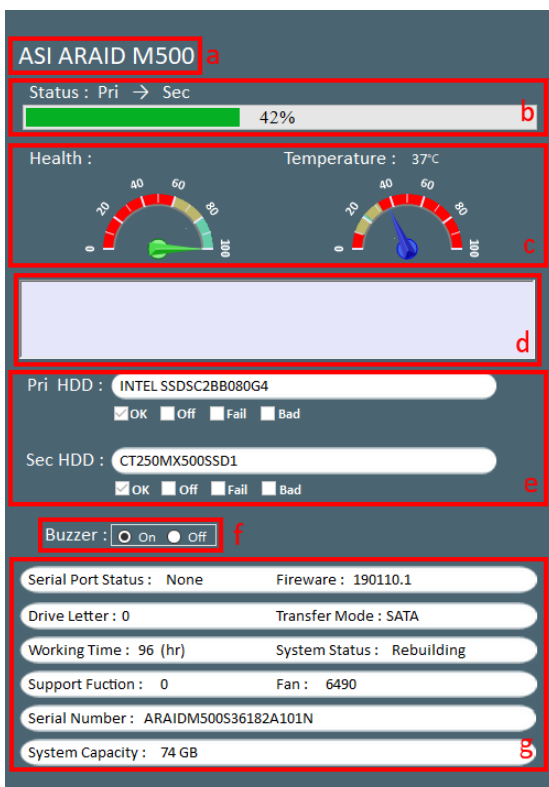 ASI ARAID M500 a
Status : Pri → Sec
42% b
Health : Temperature : 37°C
0 20 40 60 80 100 0 20 40 60 80 100 c
d
Pri HDD : INTEL SSDSC2BB080G4
OK Off Fail Bad
Sec HDD : CT250MX500SSD1
OK Off Fail Bad e
Buzzer : On Off f
Serial Port Status : None Fireware : 190110.1
Drive Letter : 0 Transfer Mode : SATA
Working Time : 96 (hr) System Status : Rebuilding
Support Fuction : 0 Fan : 6490
Serial Number : ARAIDM500S36182A101N
System Capacity : 74 GB g